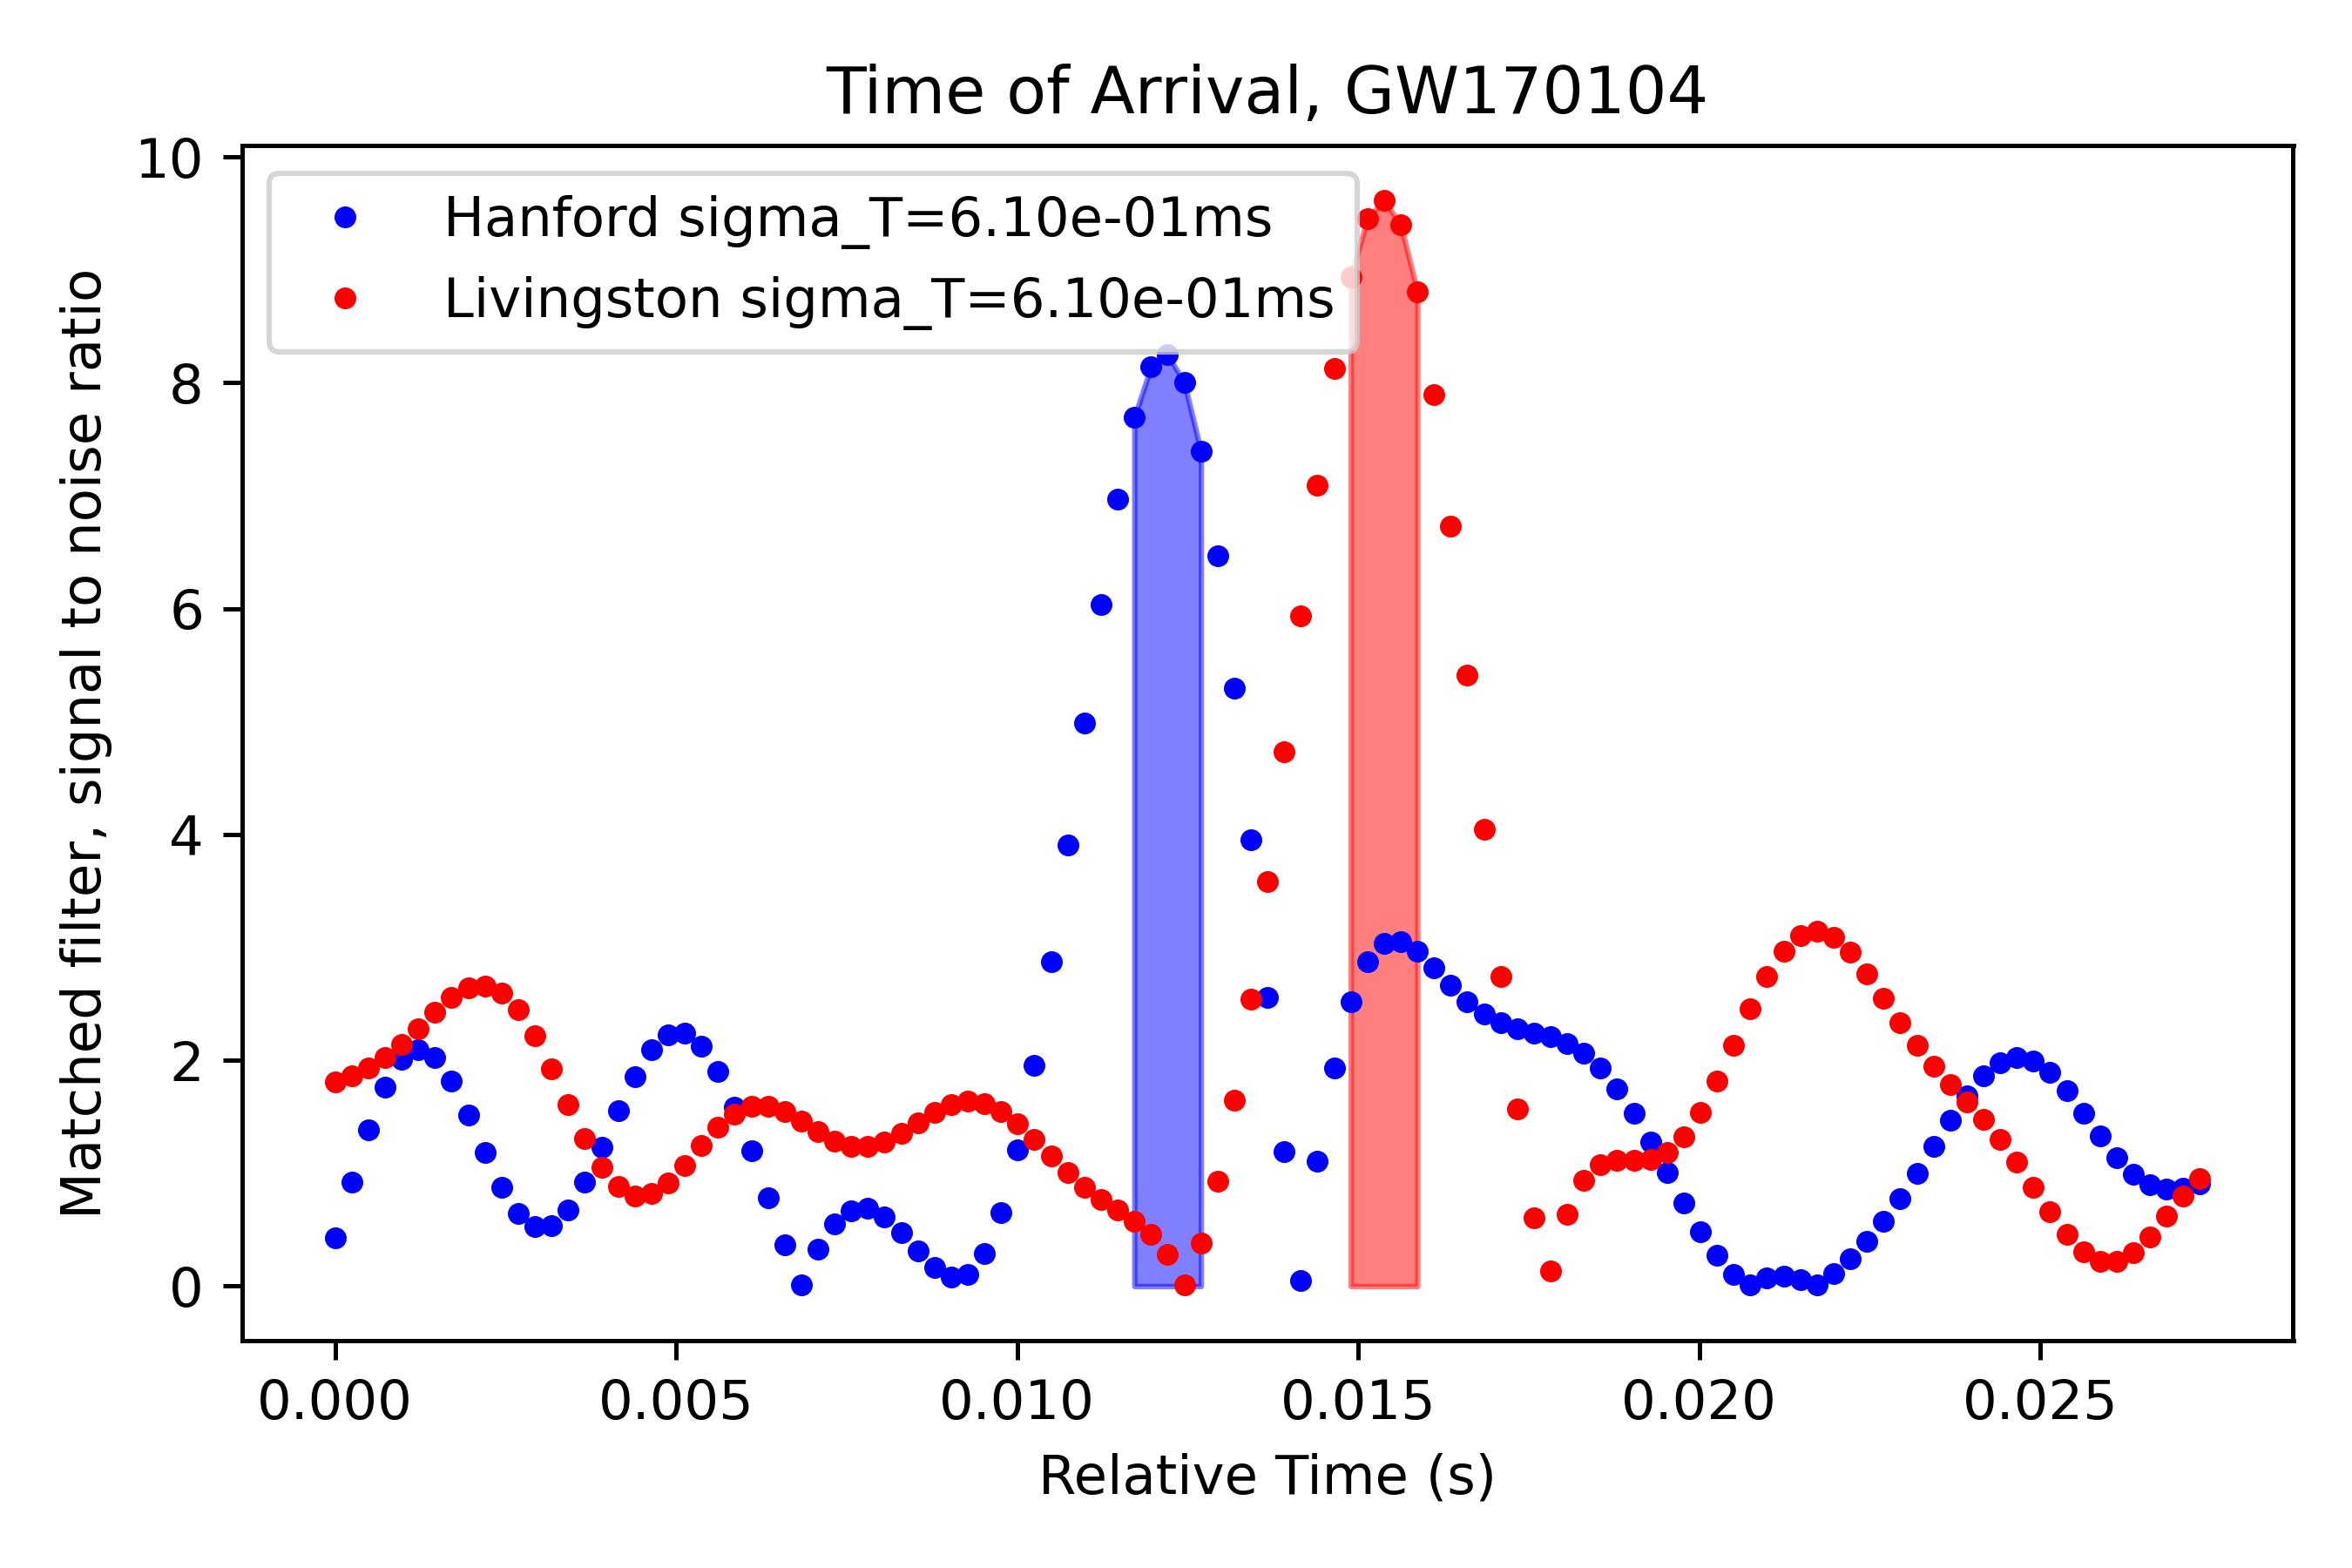 Time of Arrival, GW170104
Matched filter, signal to noise ratio
10
8
6
4
2
0
Hanford sigma_T=6.10e-01ms
Livingston sigma_T=6.10e-01ms
0.000 0.005 0.010 0.015 0.020 0.025
Relative Time (s)